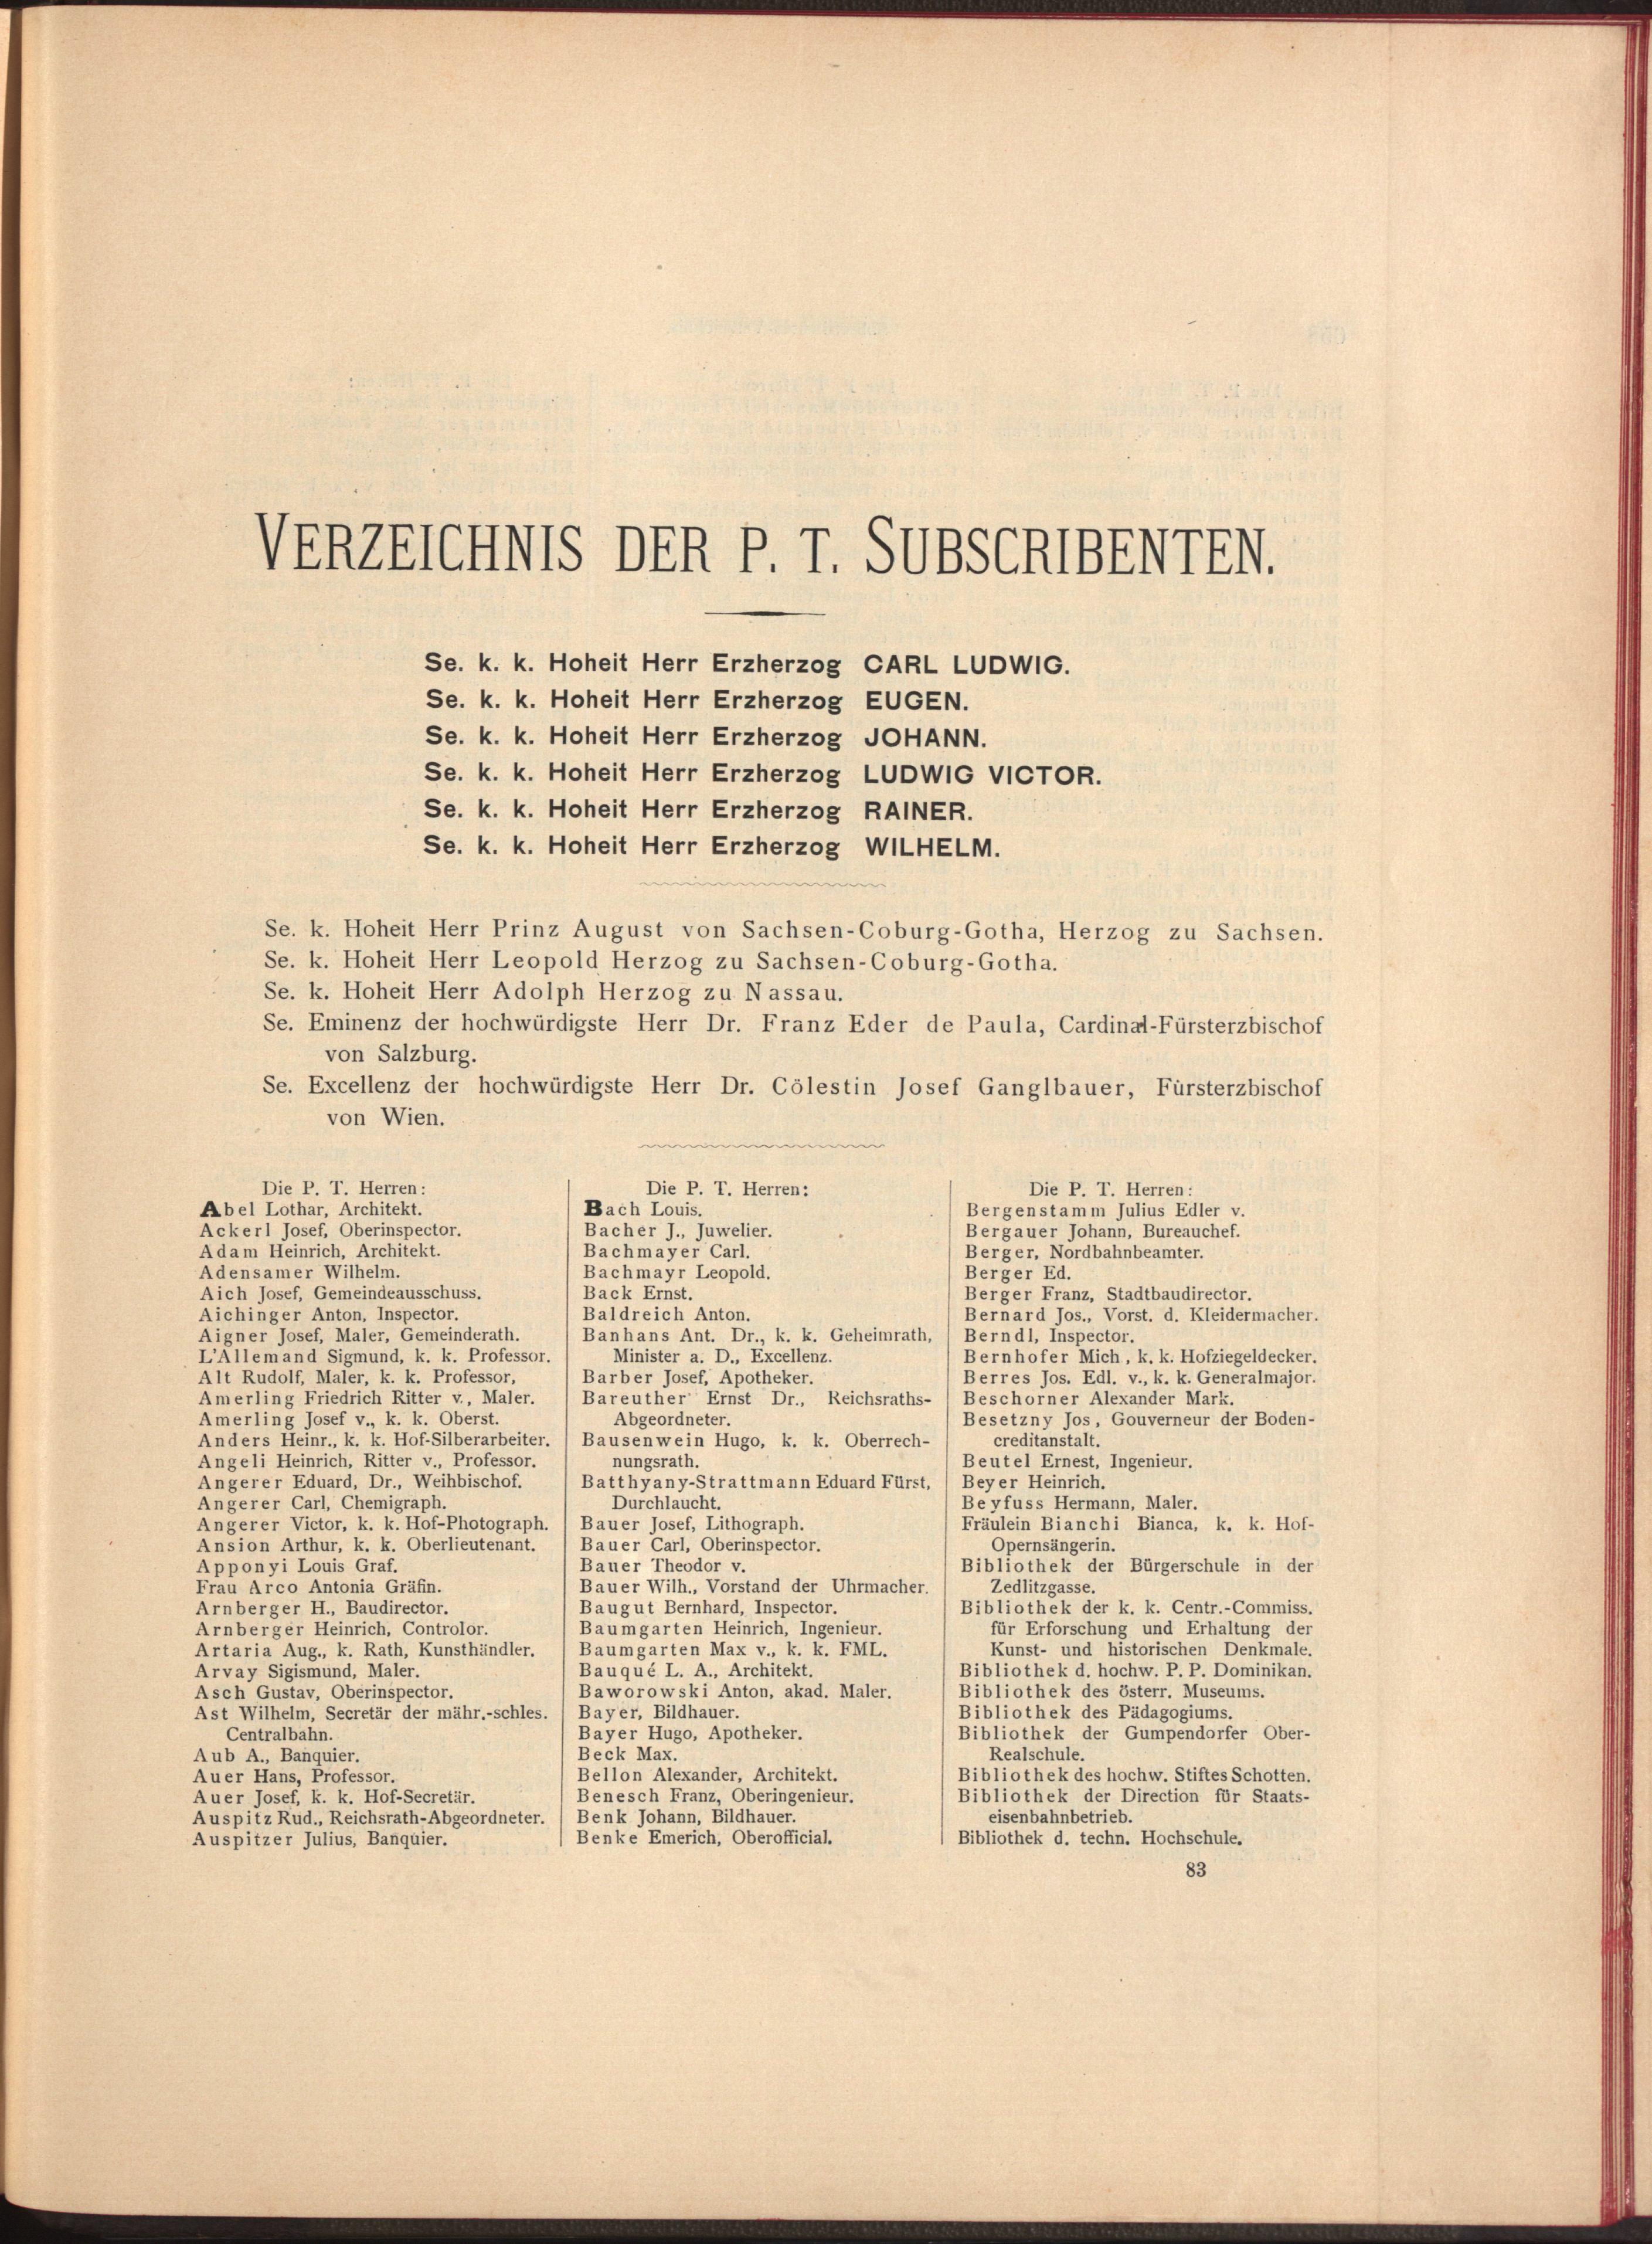 VERZEICHNIS DER P. T. SUBSCRIBENTEN.
Se. k. k. Hoheit Herr Erzherzog CARL LUDWIG.
Se. k. k. Hoheit Herr Erzherzog EUGEN.
Se. k. k. Hoheit Herr Erzherzog JOHANN.
Se. k. k. Hoheit Herr Erzherzog LUDWIG VICTOR.
Se. k. k. Hoheit Herr Erzherzog RAINER.
Se. k. k. Hoheit Herr Erzherzog WILHELM.
Se. k. Hoheit Herr Prinz August von Sachsen-Coburg-Gotha, Herzog zu Sachsen.
Se. k. Hoheit Herr Leopold Herzog zu Sachsen-Coburg-Gotha.
Se. k. Hoheit Herr Adolph Herzog zu Nassau.
Se. Eminenz der hochwürdigste Herr Dr. Franz Eder de Paula, Cardinal-Fürsterzbischof
von Salzburg.
Se. Excellenz der hochwürdigste Herr Dr. Cölestin Josef Ganglbauer, Fürsterzbischof
von Wien.
Die P. T. Herren:
Abel Lothar, Architekt.
Ackerl Josef, Oberinspector.
Adam Heinrich, Architekt.
Adensamer Wilhelm.
Aich Josef, Gemeindeausschuss.
Aichinger Anton, Inspector.
Aigner Josef, Maler, Gemeinderath.
L'Allemand Sigmund, k. k. Professor.
Alt Rudolf, Maler, k. k. Professor,
Amerling Friedrich Ritter v., Maler.
Amerling Josef v., k. k. Oberst.
Anders Heinr., k. k. Hof-Silberarbeiter.
Angeli Heinrich, Ritter v., Professor.
Angerer Eduard, Dr., Weihbischof.
Angerer Carl, Chemigraph.
Angerer Victor, k. k. Hof-Photograph.
Ansion Arthur, k. k. Oberlieutenant.
Apponyi Louis Graf.
Frau Arco Antonia Gräfin.
Arnberger H., Baudirector.
Arnberger Heinrich, Controlor.
Artaria Aug., k. Rath, Kunsthändler.
Arvay Sigismund, Maler.
Asch Gustav, Oberinspector.
Ast Wilhelm, Secretär der mähr.-schles.
Centralbahn.
Aub A., Banquier.
Auer Hans, Professor.
Auer Josef, k. k. Hof-Secretär.
Auspitz Rud., Reichsrath-Abgeordneter.
Auspitzer Julius, Banquier.
Die P. T. Herren:
Bach Louis.
Bacher J., Juwelier.
Bachmayer Carl.
Bachmayr Leopold.
Back Ernst.
Baldreich Anton.
Banhans Ant. Dr., k. k. Geheimrath,
Minister a. D., Excellenz.
Barber Josef, Apotheker.
Bareuther Ernst Dr., Reichsraths-
Abgeordneter.
Bausenwein Hugo, k. k. Oberrech-
nungsrath.
Batthyany-Strattmann Eduard Fürst,
Durchlaucht.
Bauer Josef, Lithograph.
Bauer Carl, Oberinspector.
Bauer Theodor v.
Bauer Wilh., Vorstand der Uhrmacher.
Baugut Bernhard, Inspector.
Baumgarten Heinrich, Ingenieur.
Baumgarten Max v., k. k. FML.
Bauqué L. A., Architekt.
Baworowski Anton, akad. Maler.
Bayer, Bildhauer.
Bayer Hugo, Apotheker.
Beck Max.
Bellon Alexander, Architekt.
Benesch Franz, Oberingenieur.
Benk Johann, Bildhauer.
Benke Emerich, Oberofficial.
Die P. T. Herren:
Bergenstamm Julius Edler v.
Bergauer Johann, Bureauchef.
Berger, Nordbahnbeamter.
Berger Ed.
Berger Franz, Stadtbaudirector.
Bernard Jos., Vorst. d. Kleidermacher.
Berndl, Inspector.
Bernhofer Mich , k. k. Hofziegeldecker.
Berres Jos. Edl. v., k. k. Generalmajor.
Beschorner Alexander Mark.
Besetzny Jos , Gouverneur der Boden-
creditanstalt.
Beutel Ernest, Ingenieur.
Beyer Heinrich.
Beyfuss Hermann, Maler.
Fräulein Bianchi Bianca, k. k. Hof-
Opernsängerin.
Bibliothek der Bürgerschule in der
Zedlitzgasse.
Bibliothek der k. k. Centr.-Commiss.
für Erforschung und Erhaltung der
Kunst- und historischen Denkmale.
Bibliothek d. hochw. P. P. Dominikan.
Bibliothek des österr. Museums.
Bibliothek des Pädagogiums.
Bibliothek der Gumpendorfer Ober-
Realschule.
Bibliothek des hochw. Stiftes Schotten.
Bibliothek der Direction für Staats-
eisenbahnbetrieb.
Bibliothek d. techn. Hochschule.
83